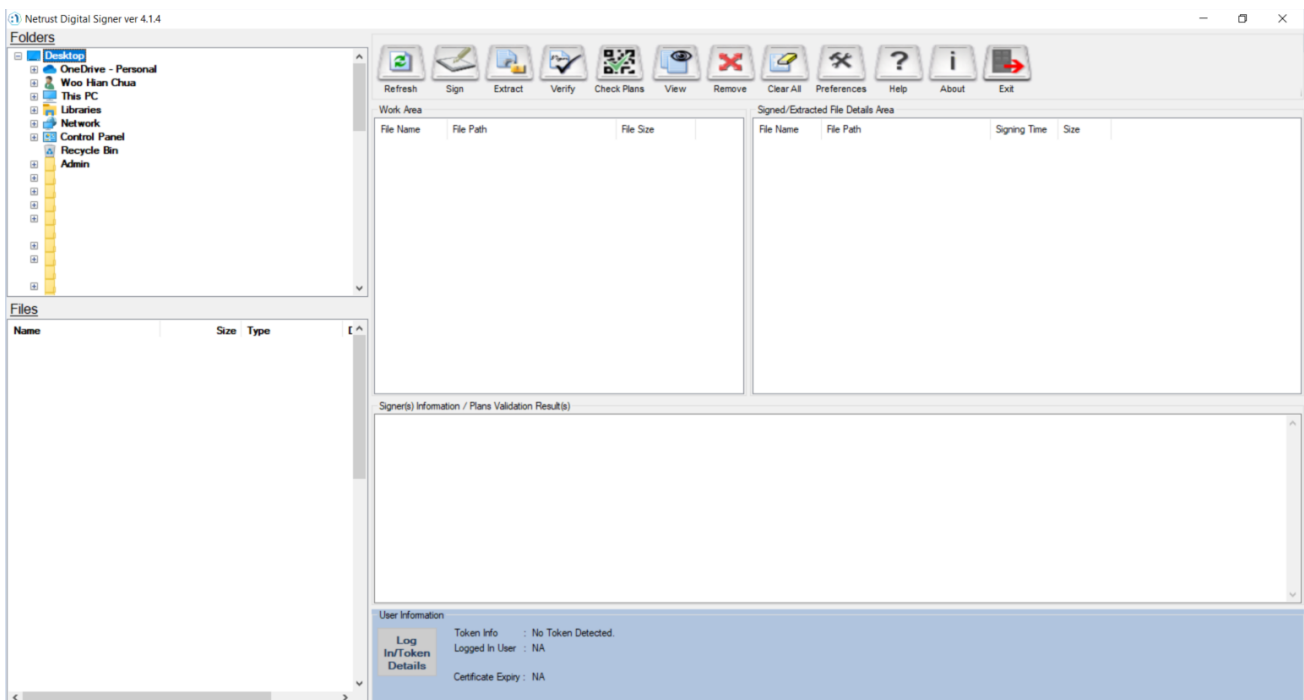 Netrust Digital Signer ver 4.1.4
Folders
Desktop
OneDrive - Personal
Woo Hian Chua
This PC
Libraries
Network
Control Panel
Recycle Bin
Admin
Files
Name Size Type
Refresh Sign Extract Verify Check Plans View Remove Clear All Preferences Help About Exit
Work Area
File Name File Path File Size
Signed/Extracted File Details Area
File Name File Path Signing Time Size
Signer(s) Information / Plans Validation Result(s)
User Information
Log In/Token Details
Token Info : No Token Detected.
Logged In User : NA
Certificate Expiry : NA